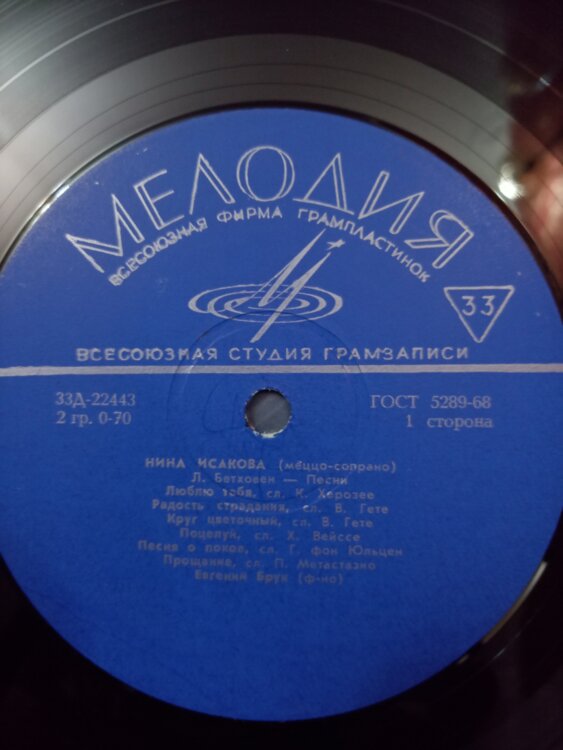 МЕЛОДИЯ
ВСЕСОЮЗНАЯ ФИРМА ГРАМПЛАСТИНОК
33
ВСЕСОЮЗНАЯ СТУДИЯ ГРАМЗАПИСИ
33Д-22443
2 гр. 0-70
ГОСТ 5289-68
1 сторона
НИНА ИСАКОВА (меццо-сопрано)
Л. Бетховен — Песни
Люблю тебя, сл. К. Херозее
Радость страдания, сл. В. Гете
Круг цветочный, сл. В. Гете
Поцелуй, сл. Х. Вейссе
Песня о покое, сл. Г. фон Юльцен
Прощание, сл. П. Метастазио
Евгений Брук (ф-но)